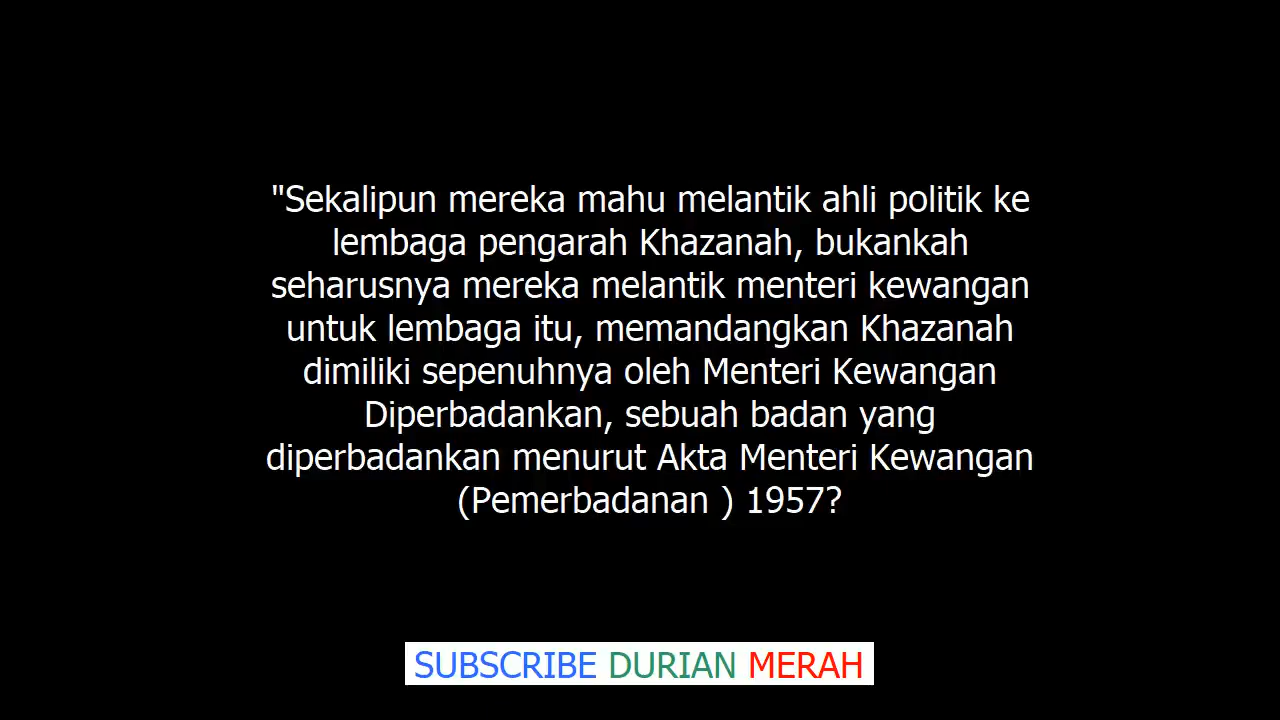 "Sekalipun mereka mahu melantik ahli politik ke
lembaga pengarah Khazanah, bukankah
seharusnya mereka melantik menteri kewangan
untuk lembaga itu, memandangkan Khazanah
dimiliki sepenuhnya oleh Menteri Kewangan
Diperbadankan, sebuah badan yang
diperbadankan menurut Akta Menteri Kewangan
(Pemerbadanan ) 1957?
SUBSCRIBE DURIAN MERAH